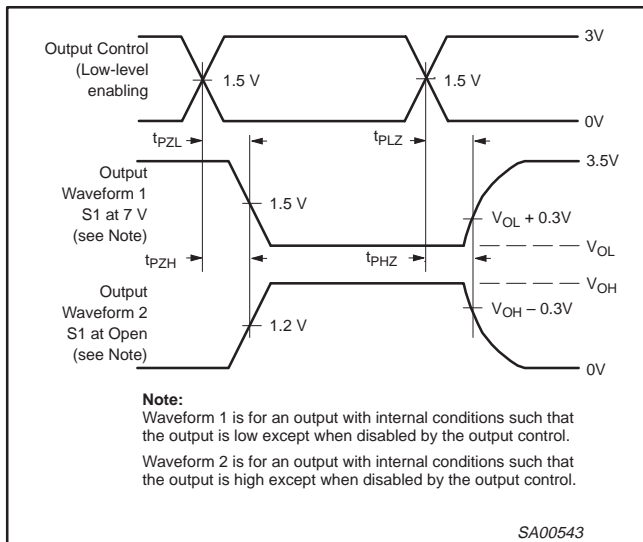 Output Control
(Low-level
enabling
1.5 V
1.5 V
3V
0V
tPZL
tPLZ
Output
Waveform 1
S1 at 7 V
(see Note)
3.5V
1.5 V
VOL + 0.3V
VOL
tPZH
tPHZ
VOH
Output
Waveform 2
S1 at Open
(see Note)
1.2 V
VOH – 0.3V
0V
Note:
Waveform 1 is for an output with internal conditions such that
the output is low except when disabled by the output control.
Waveform 2 is for an output with internal conditions such that
the output is high except when disabled by the output control.
SA00543